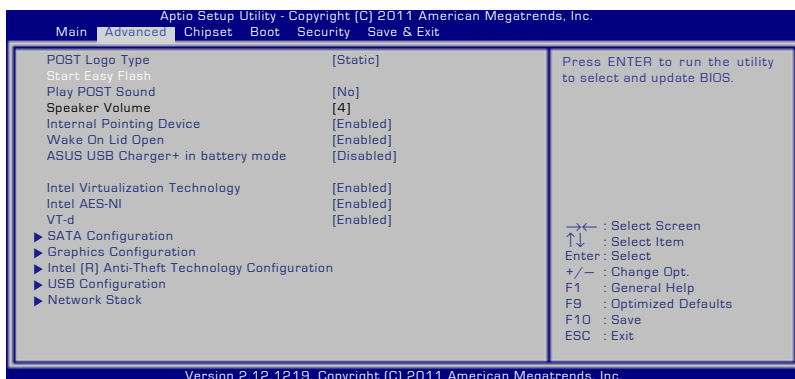 Aptio Setup Utility - Copyright (C) 2011 American Megatrends, Inc.
Main Advanced Chipset Boot Security Save & Exit
POST Logo Type [Static]
Start Easy Flash
Play POST Sound [No]
Speaker Volume [4]
Internal Pointing Device [Enabled]
Wake On Lid Open [Enabled]
ASUS USB Charger+ in battery mode [Disabled]
Intel Virtualization Technology [Enabled]
Intel AES-NI [Enabled]
VT-d [Enabled]
▶ SATA Configuration
▶ Graphics Configuration
▶ Intel (R) Anti-Theft Technology Configuration
▶ USB Configuration
▶ Network Stack
Press ENTER to run the utility
to select and update BIOS.
→← : Select Screen
↑↓ : Select Item
Enter : Select
+/— : Change Opt.
F1 : General Help
F9 : Optimized Defaults
F10 : Save
ESC : Exit
Version 2.12.1219. Copyright (C) 2011 American Megatrends, Inc.